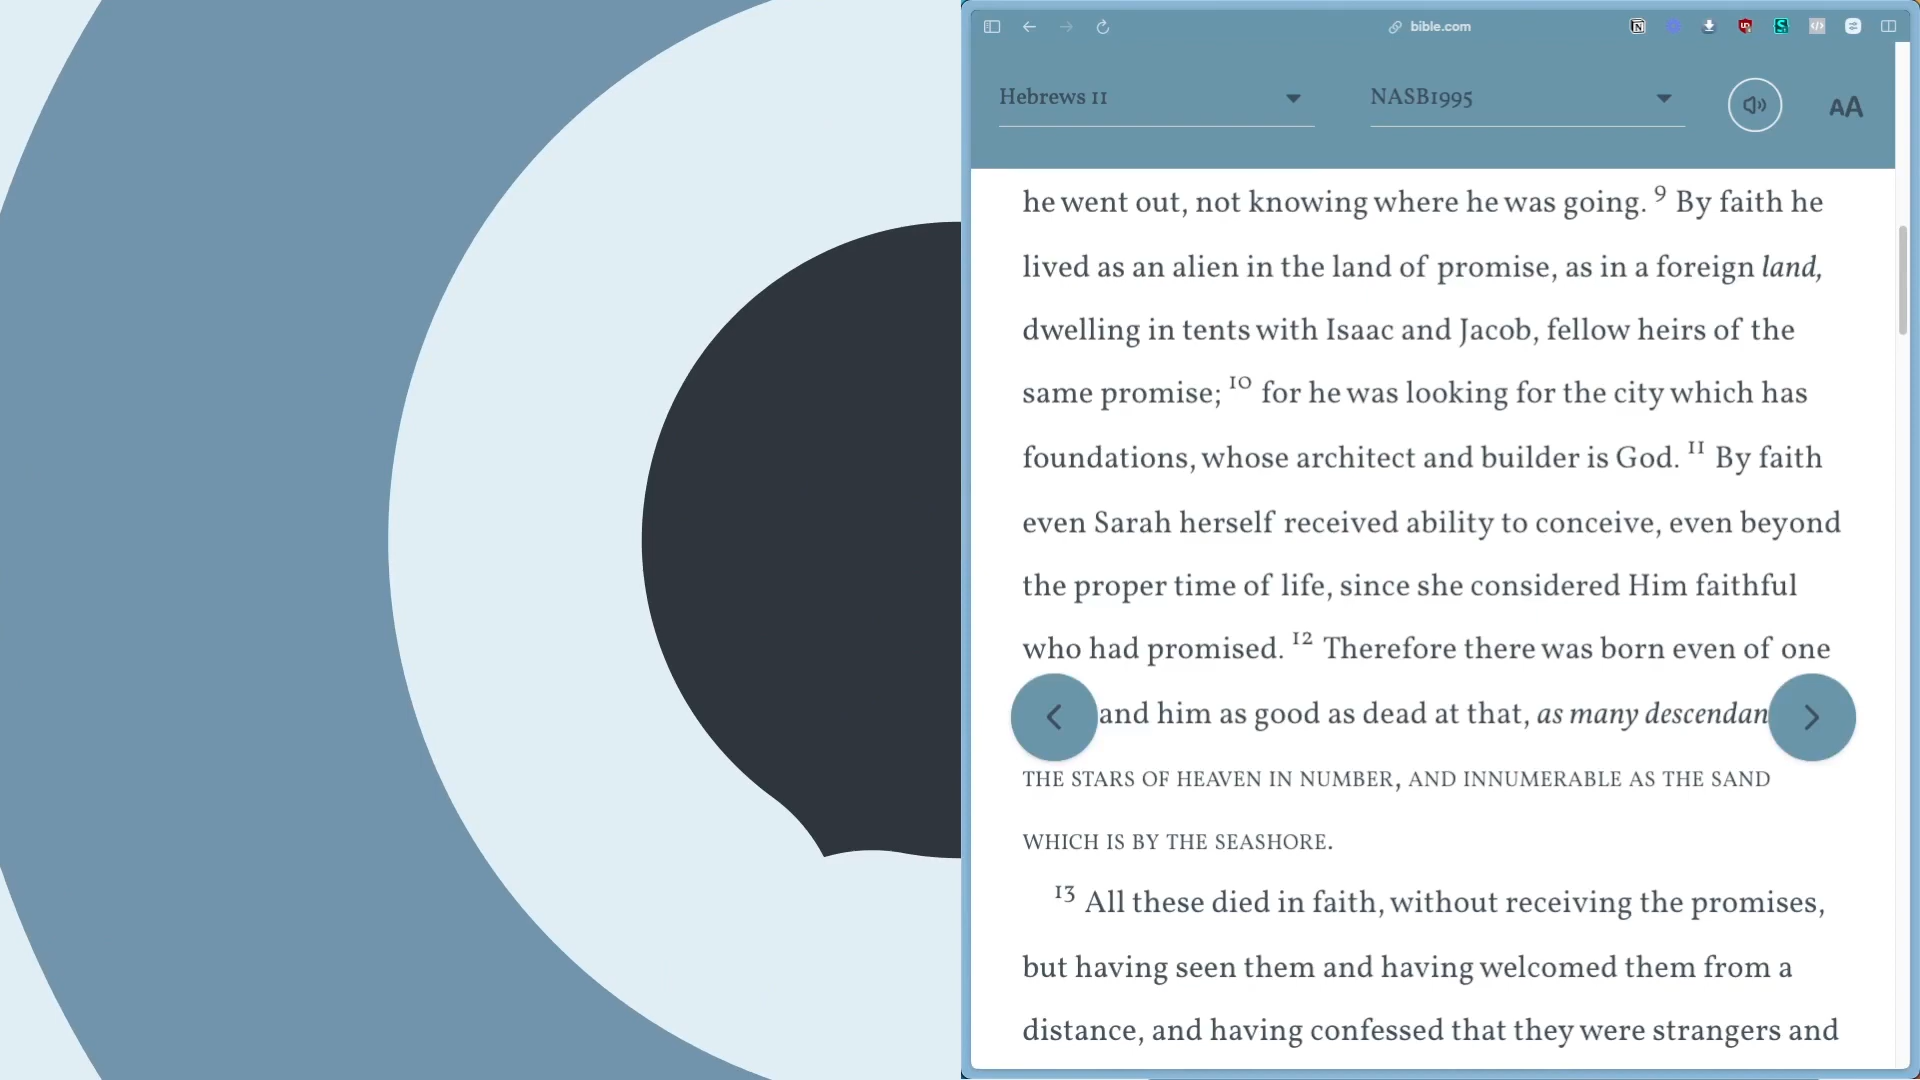 bible.com
Hebrews 11
NASB1995
AA
he went out, not knowing where he was going. 9 By faith he
lived as an alien in the land of promise, as in a foreign land,
dwelling in tents with Isaac and Jacob, fellow heirs of the
same promise; 10 for he was looking for the city which has
foundations, whose architect and builder is God. 11 By faith
even Sarah herself received ability to conceive, even beyond
the proper time of life, since she considered Him faithful
who had promised. 12 Therefore there was born even of one
and him as good as dead at that, as many descendan
THE STARS OF HEAVEN IN NUMBER, AND INNUMERABLE AS THE SAND
WHICH IS BY THE SEASHORE.
13 All these died in faith, without receiving the promises,
but having seen them and having welcomed them from a
distance, and having confessed that they were strangers and